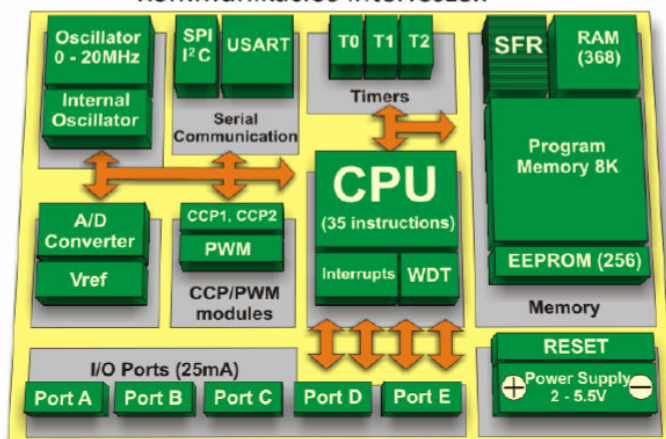 Oscillator
0 - 20MHz
Internal
Oscillator
SPI
I²C
USART
Serial
Communication
T0 T1 T2
Timers
SFR
RAM
(368)
Program
Memory 8K
EEPROM (256)
Memory
A/D
Converter
Vref
CCP1, CCP2
PWM
CCP/PWM
modules
CPU
(35 instructions)
Interrupts
WDT
I/O Ports (25mA)
Port A Port B Port C Port D Port E
RESET
+ Power Supply -
2 - 5.5V